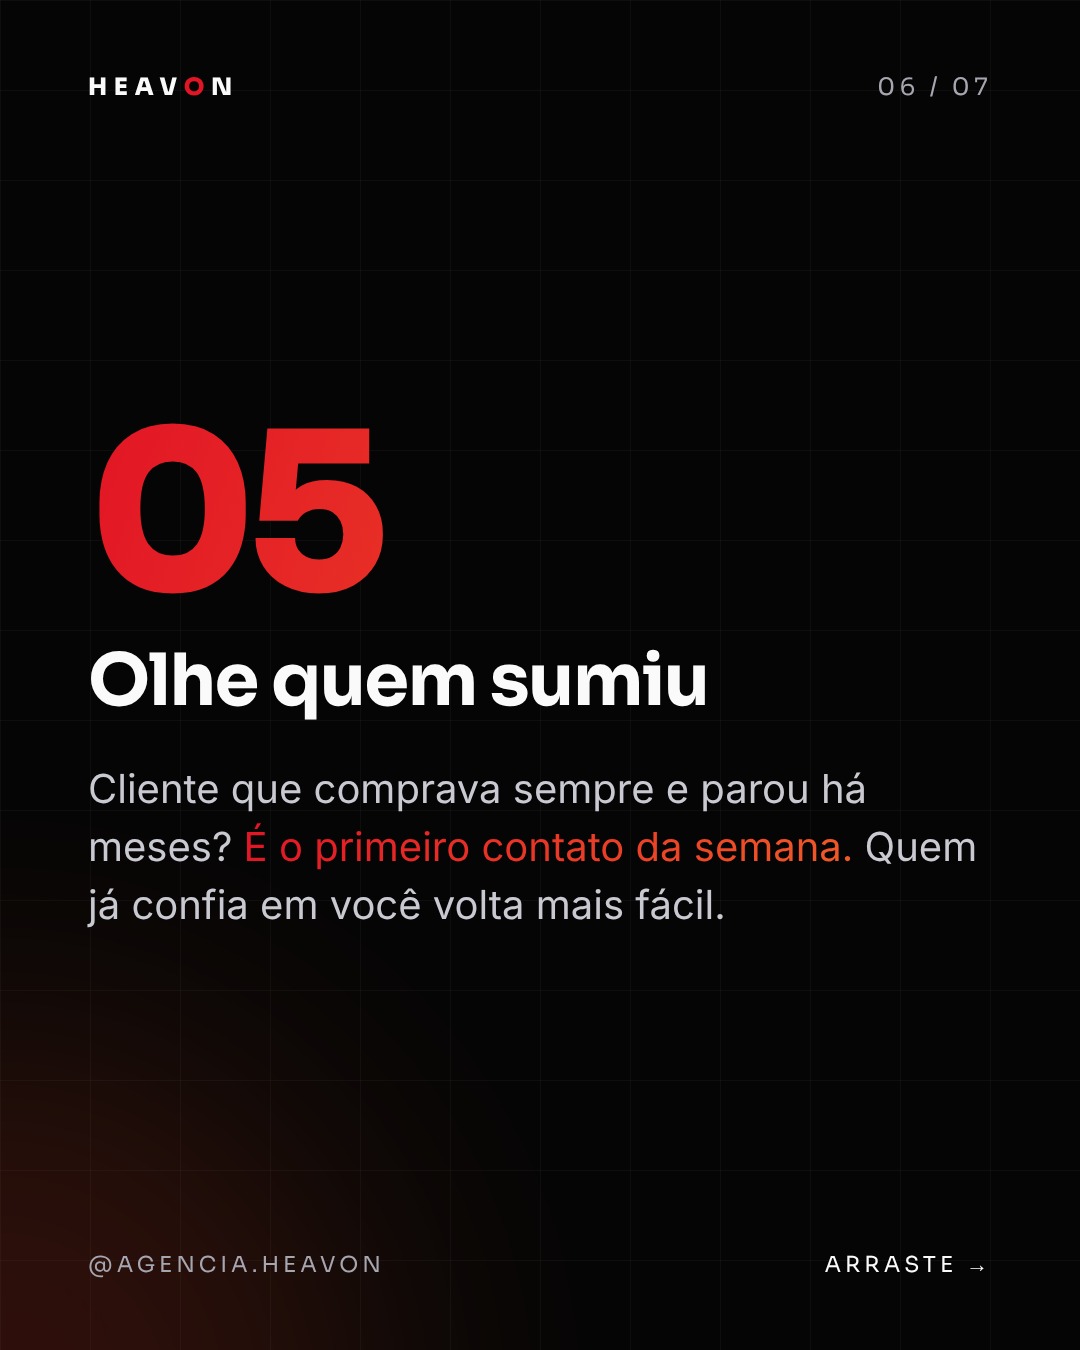 HEAVON
06 / 07
05
Olhe quem sumiu
Cliente que comprava sempre e parou há
meses? É o primeiro contato da semana. Quem
já confia em você volta mais fácil.
@AGENCIA.HEAVON
ARRASTE →